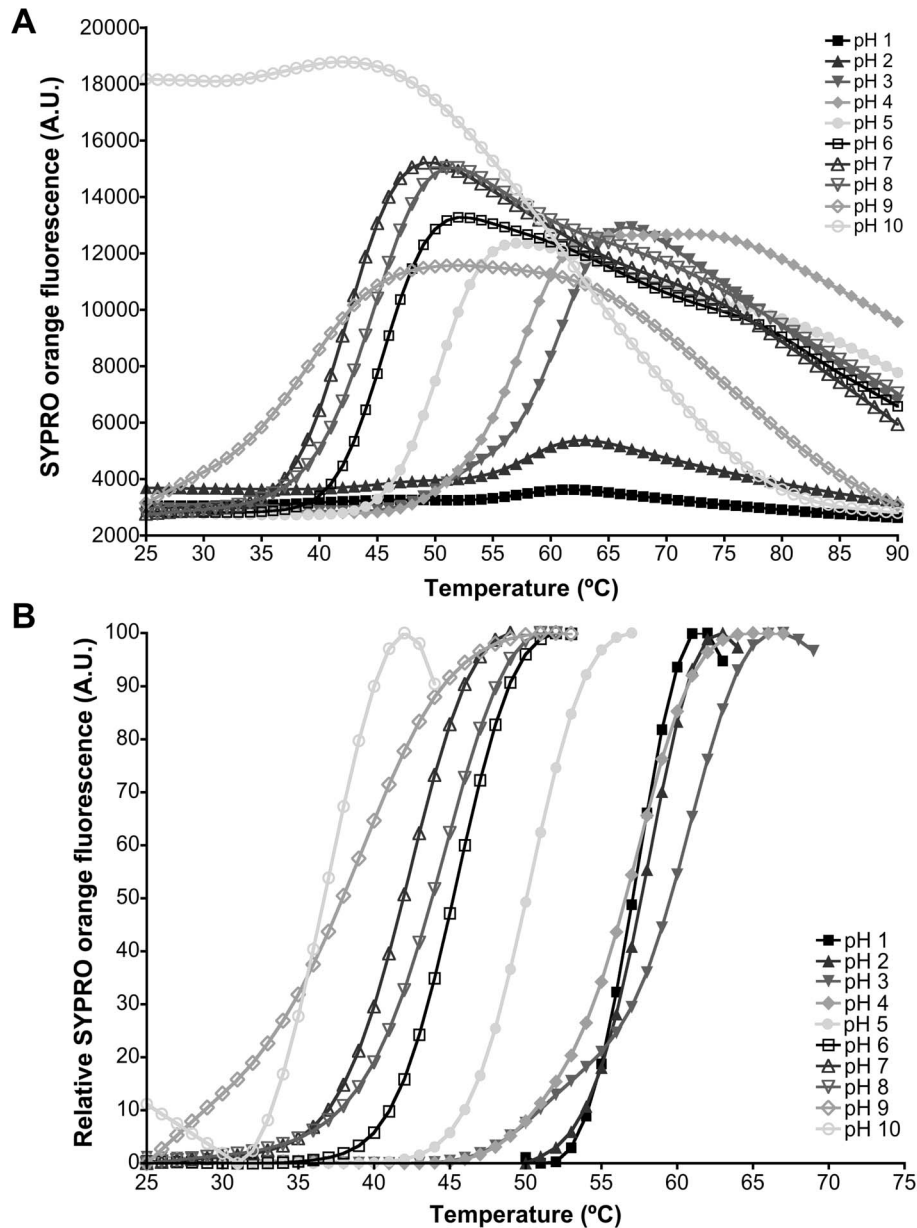 A
SYPRO orange fluorescence (A.U.)
20000
18000
16000
14000
12000
10000
8000
6000
4000
2000
25 30 35 40 45 50 55 60 65 70 75 80 85 90
Temperature (ºC)
pH 1
pH 2
pH 3
pH 4
pH 5
pH 6
pH 7
pH 8
pH 9
pH 10
B
Relative SYPRO orange fluorescence (A.U.)
100
90
80
70
60
50
40
30
20
10
0
25 30 35 40 45 50 55 60 65 70 75
Temperature (ºC)
pH 1
pH 2
pH 3
pH 4
pH 5
pH 6
pH 7
pH 8
pH 9
pH 10